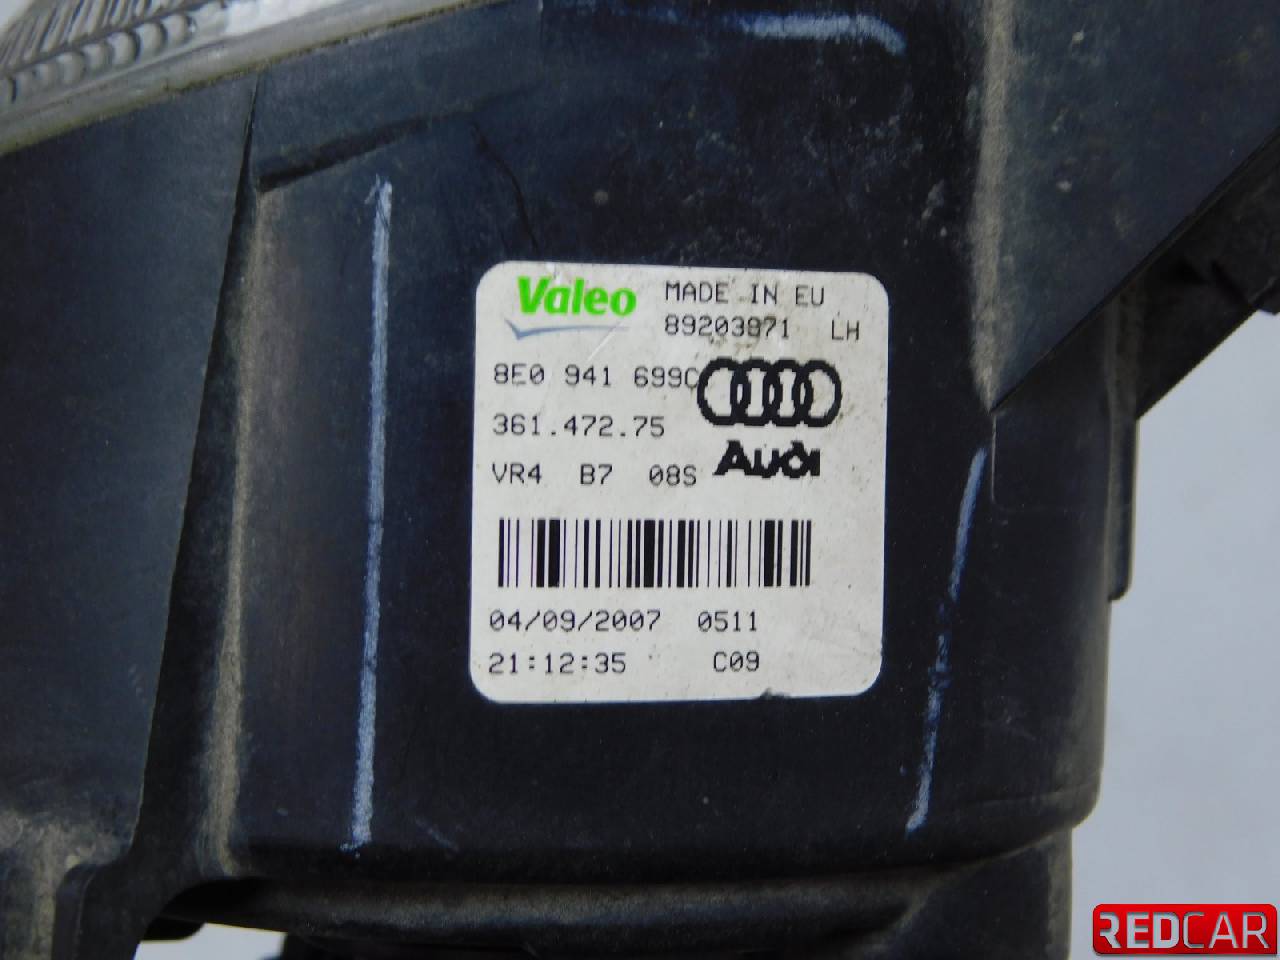 Valeo MADE IN EU
89203971 LH
8E0 941 699C
361.472.75
Audi
VR4 B7 08S
04/09/2007 0511
21:12:35 C09
REDCAR